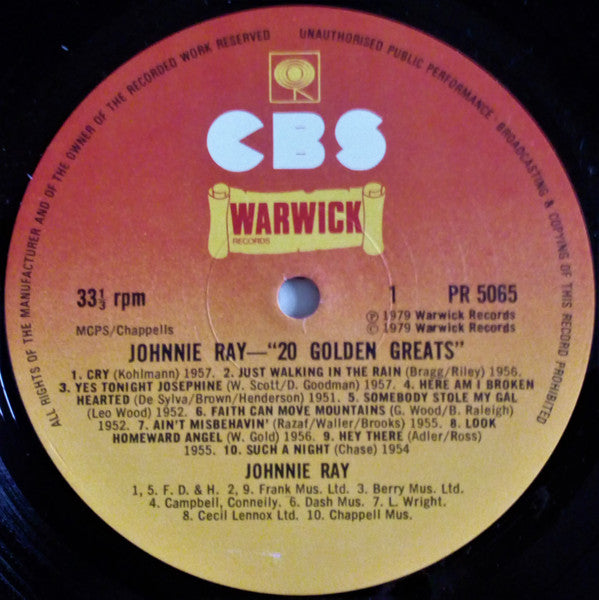 ALL RIGHTS OF THE MANUFACTURER AND OF THE OWNER OF THE RECORDED WORK RESERVED
UNAUTHORISED PUBLIC PERFORMANCE · BROADCASTING & COPYING OF THIS RECORD PROHIBITED
CBS
WARWICK
RECORDS
33⅓ rpm
1 PR 5065
MCPS/Chappells
℗ 1979 Warwick Records
© 1979 Warwick Records
JOHNNIE RAY—"20 GOLDEN GREATS"
1. CRY (Kohlmann) 1957. 2. JUST WALKING IN THE RAIN (Bragg/Riley) 1956.
3. YES TONIGHT JOSEPHINE (W. Scott/D. Goodman) 1957. 4. HERE AM I BROKEN
HEARTED (De Sylva/Brown/Henderson) 1951. 5. SOMEBODY STOLE MY GAL
(Leo Wood) 1952. 6. FAITH CAN MOVE MOUNTAINS (G. Wood/B. Raleigh)
1952. 7. AIN'T MISBEHAVIN' (Razaf/Waller/Brooks) 1955. 8. LOOK
HOMEWARD ANGEL (W. Gold) 1956. 9. HEY THERE (Adler/Ross)
1955. 10. SUCH A NIGHT (Chase) 1954
JOHNNIE RAY
1, 5. F. D. & H. 2, 9. Frank Mus. Ltd. 3. Berry Mus. Ltd.
4. Campbell, Connelly. 6. Dash Mus. 7. L. Wright.
8. Cecil Lennox Ltd. 10. Chappell Mus.